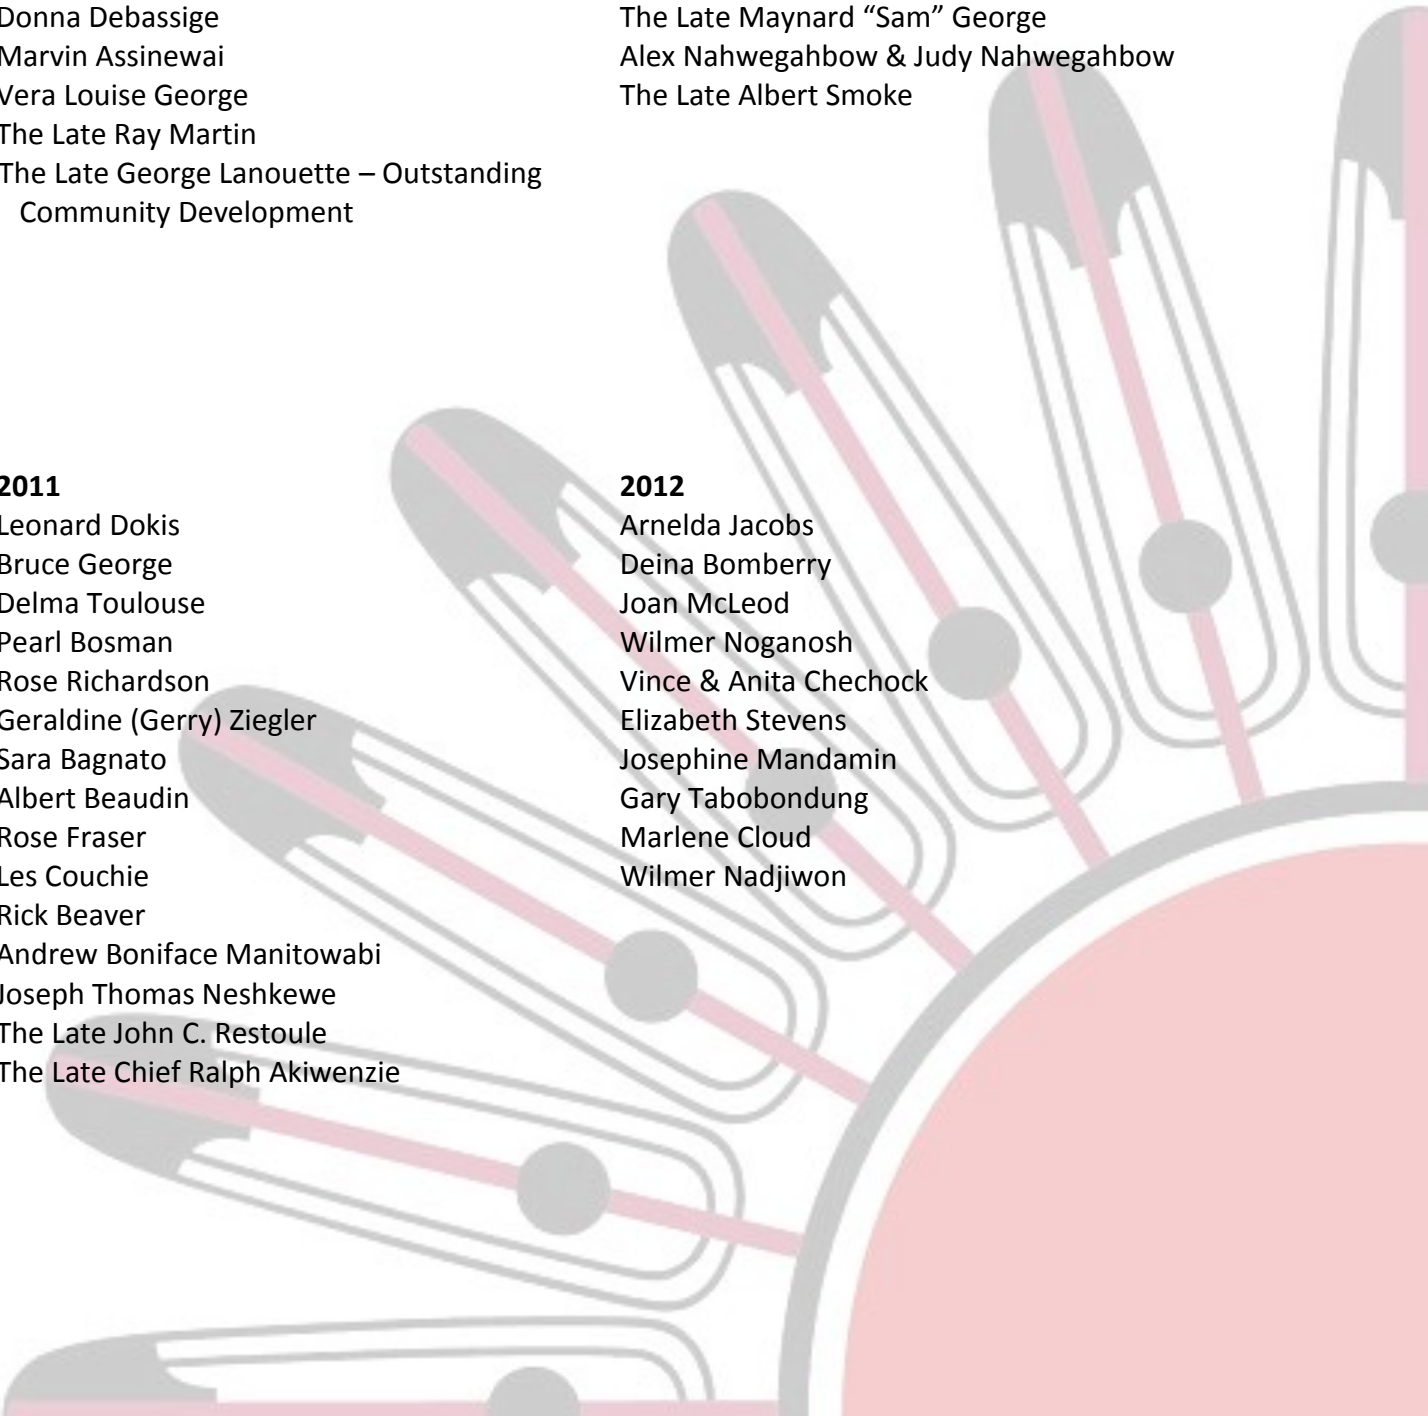 Donna Debassige
Marvin Assinewai
Vera Louise George
The Late Ray Martin
The Late George Lanouette – Outstanding
Community Development
The Late Maynard “Sam” George
Alex Nahwegahbow & Judy Nahwegahbow
The Late Albert Smoke
2011
Leonard Dokis
Bruce George
Delma Toulouse
Pearl Bosman
Rose Richardson
Geraldine (Gerry) Ziegler
Sara Bagnato
Albert Beaudin
Rose Fraser
Les Couchie
Rick Beaver
Andrew Boniface Manitowabi
Joseph Thomas Neshkewe
The Late John C. Restoule
The Late Chief Ralph Akiwenzie
2012
Arnelda Jacobs
Deina Bomberry
Joan McLeod
Wilmer Noganosh
Vince & Anita Chechock
Elizabeth Stevens
Josephine Mandamin
Gary Tabobondung
Marlene Cloud
Wilmer Nadjiwon